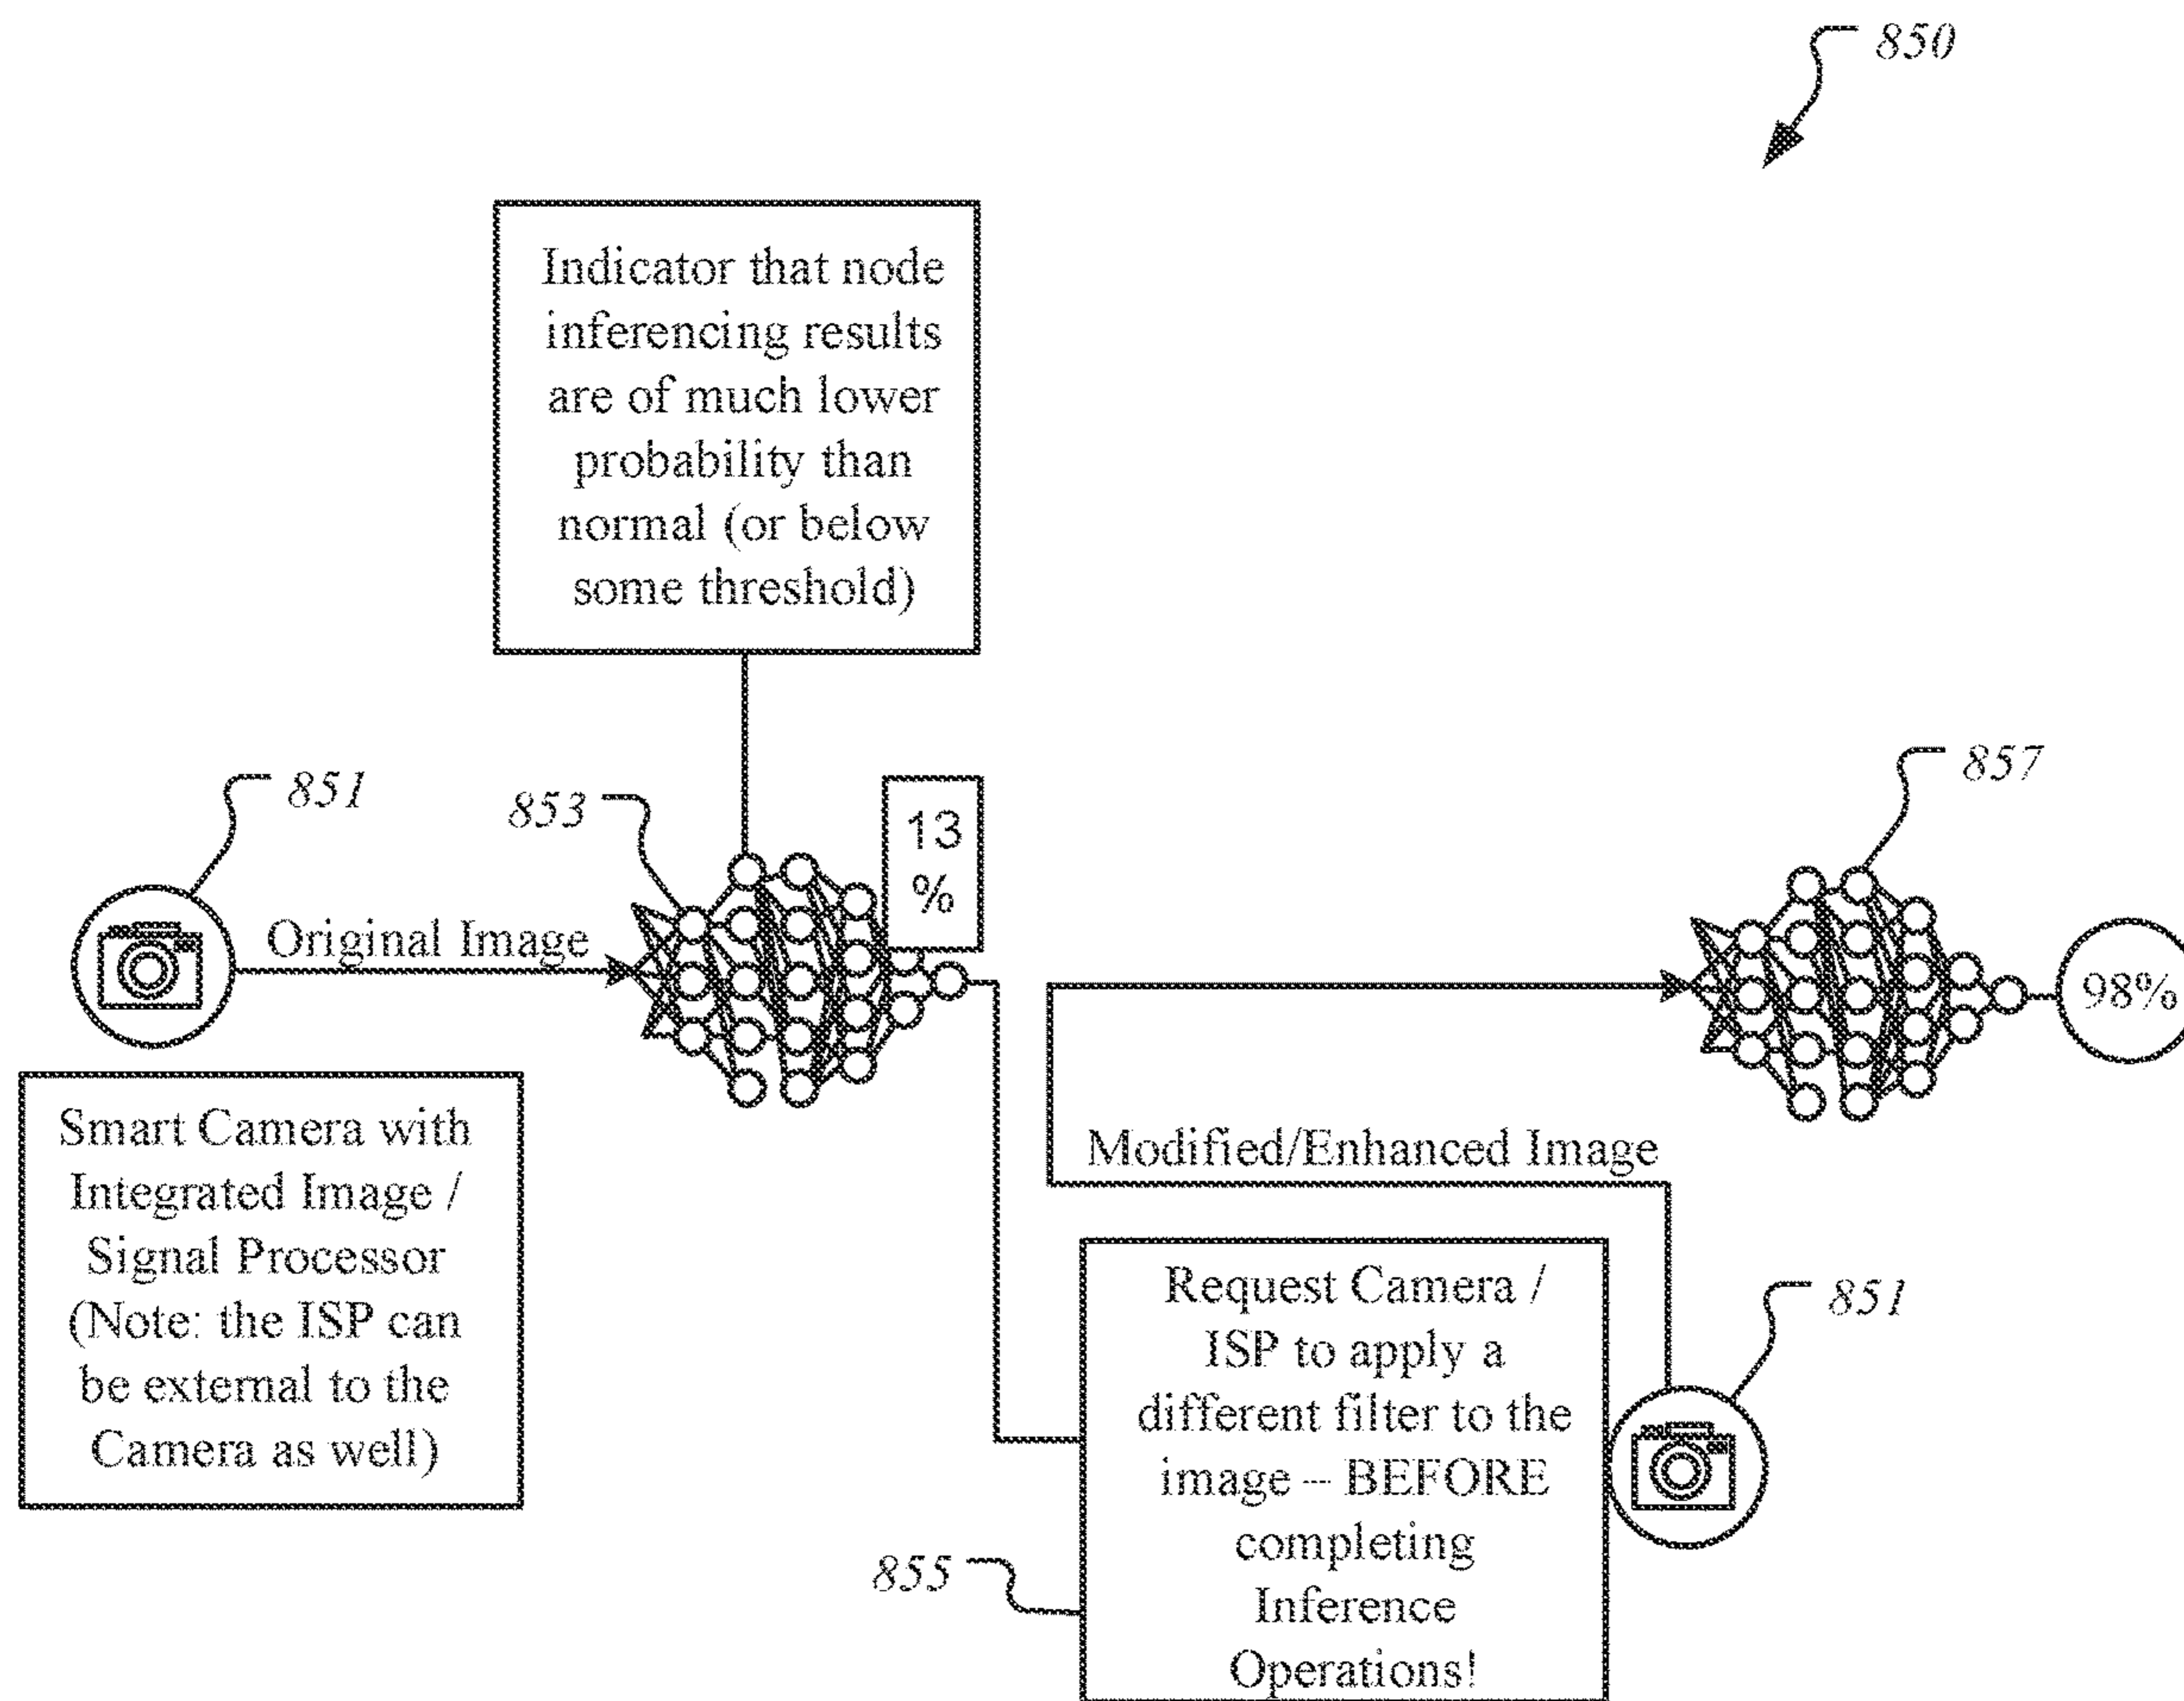 850
Indicator that node
inferencing results
are of much lower
probability than
normal (or below
some threshold)
851
853
13
%
857
Original Image
98%
Smart Camera with
Integrated Image /
Signal Processor
(Note: the ISP can
be external to the
Camera as well)
Modified/Enhanced Image
Request Camera /
ISP to apply a
different filter to the
image -- BEFORE
completing
Inference
Operations!
851
855